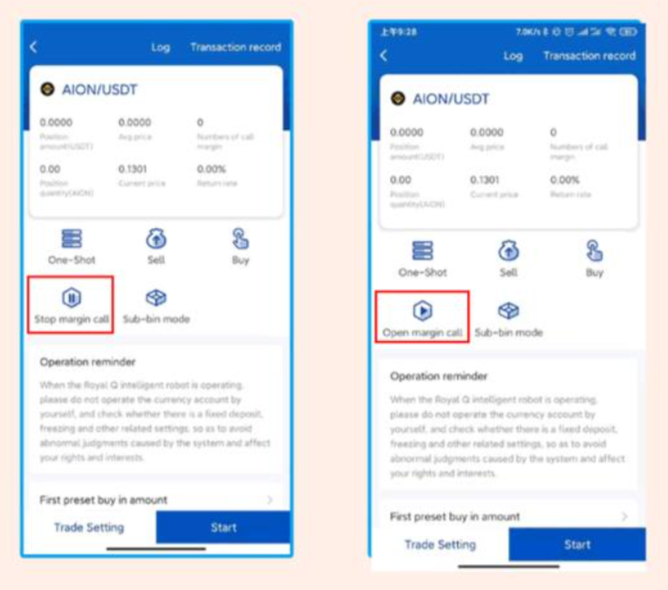 Log Transaction record
AION/USDT
0.0000 0.0000 0
Position amount(USDT) Avg price Numbers of call margin
0.00 0.1301 0.00%
Position quantity(AION) Current price Return rate
One-Shot Sell Buy
Stop margin call Sub-bin mode
Operation reminder
When the Royal Q intelligent robot is operating,
please do not operate the currency account by
yourself, and check whether there is a fixed deposit,
freezing and other related settings, so as to avoid
abnormal judgments caused by the system and affect
your rights and interests.
First preset buy in amount
Trade Setting Start
上午9:28
Log Transaction record
AION/USDT
0.0000 0.0000 0
Position amount(USDT) Avg price Numbers of call margin
0.00 0.1301 0.00%
Position quantity(AION) Current price Return rate
One-Shot Sell Buy
Open margin call Sub-bin mode
Operation reminder
When the Royal Q intelligent robot is operating,
please do not operate the currency account by
yourself, and check whether there is a fixed deposit,
freezing and other related settings, so as to avoid
abnormal judgments caused by the system and affect
your rights and interests.
First preset buy in amount
Trade Setting Start